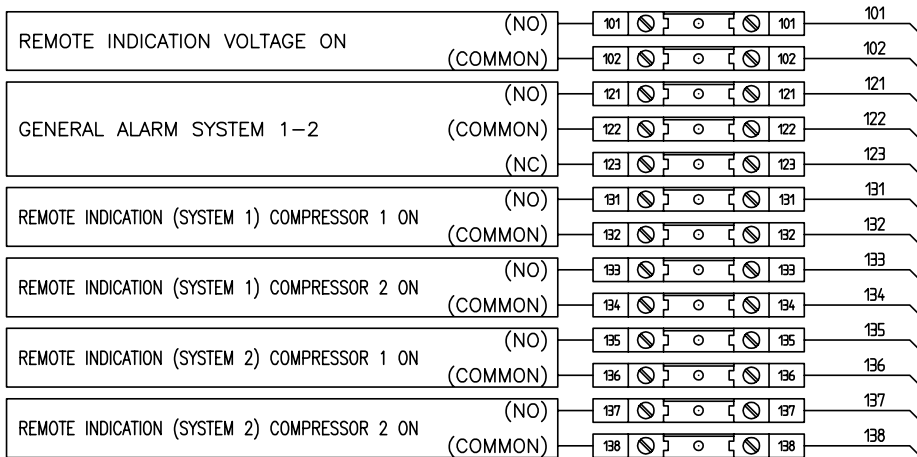 (NO) 101 101 101
REMOTE INDICATION VOLTAGE ON
(COMMON) 102 102 102
(NO) 121 121 121
GENERAL ALARM SYSTEM 1-2 (COMMON) 122 122 122
(NC) 123 123 123
(NO) 131 131 131
REMOTE INDICATION (SYSTEM 1) COMPRESSOR 1 ON
(COMMON) 132 132 132
(NO) 133 133 133
REMOTE INDICATION (SYSTEM 1) COMPRESSOR 2 ON
(COMMON) 134 134 134
(NO) 135 135 135
REMOTE INDICATION (SYSTEM 2) COMPRESSOR 1 ON
(COMMON) 136 136 136
(NO) 137 137 137
REMOTE INDICATION (SYSTEM 2) COMPRESSOR 2 ON
(COMMON) 138 138 138